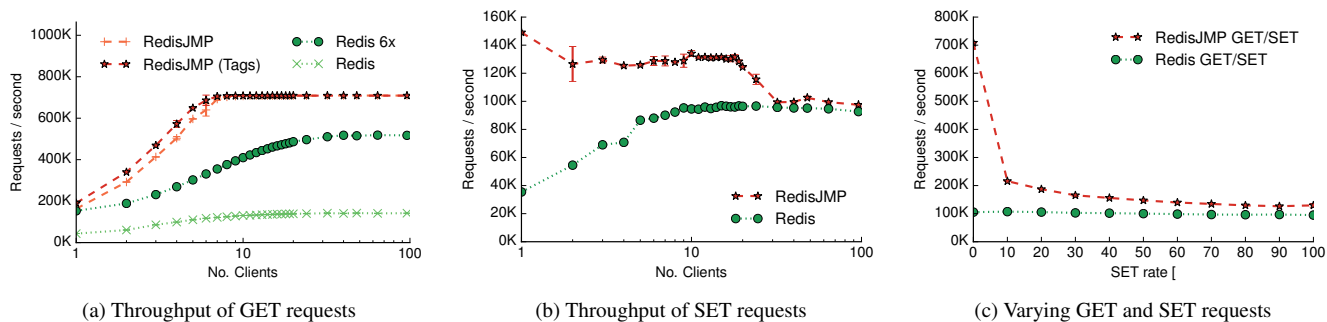 1000K
800K
600K
400K
200K
0K
Requests / second
1
10
100
No. Clients
RedisJMP
RedisJMP (Tags)
Redis 6x
Redis
(a) Throughput of GET requests
160K
140K
120K
100K
80K
60K
40K
20K
0K
Requests / second
1
10
100
No. Clients
RedisJMP
Redis
(b) Throughput of SET requests
800K
700K
600K
500K
400K
300K
200K
100K
0K
Requests / second
0 10 20 30 40 50 60 70 80 90 100
SET rate [
RedisJMP GET/SET
Redis GET/SET
(c) Varying GET and SET requests